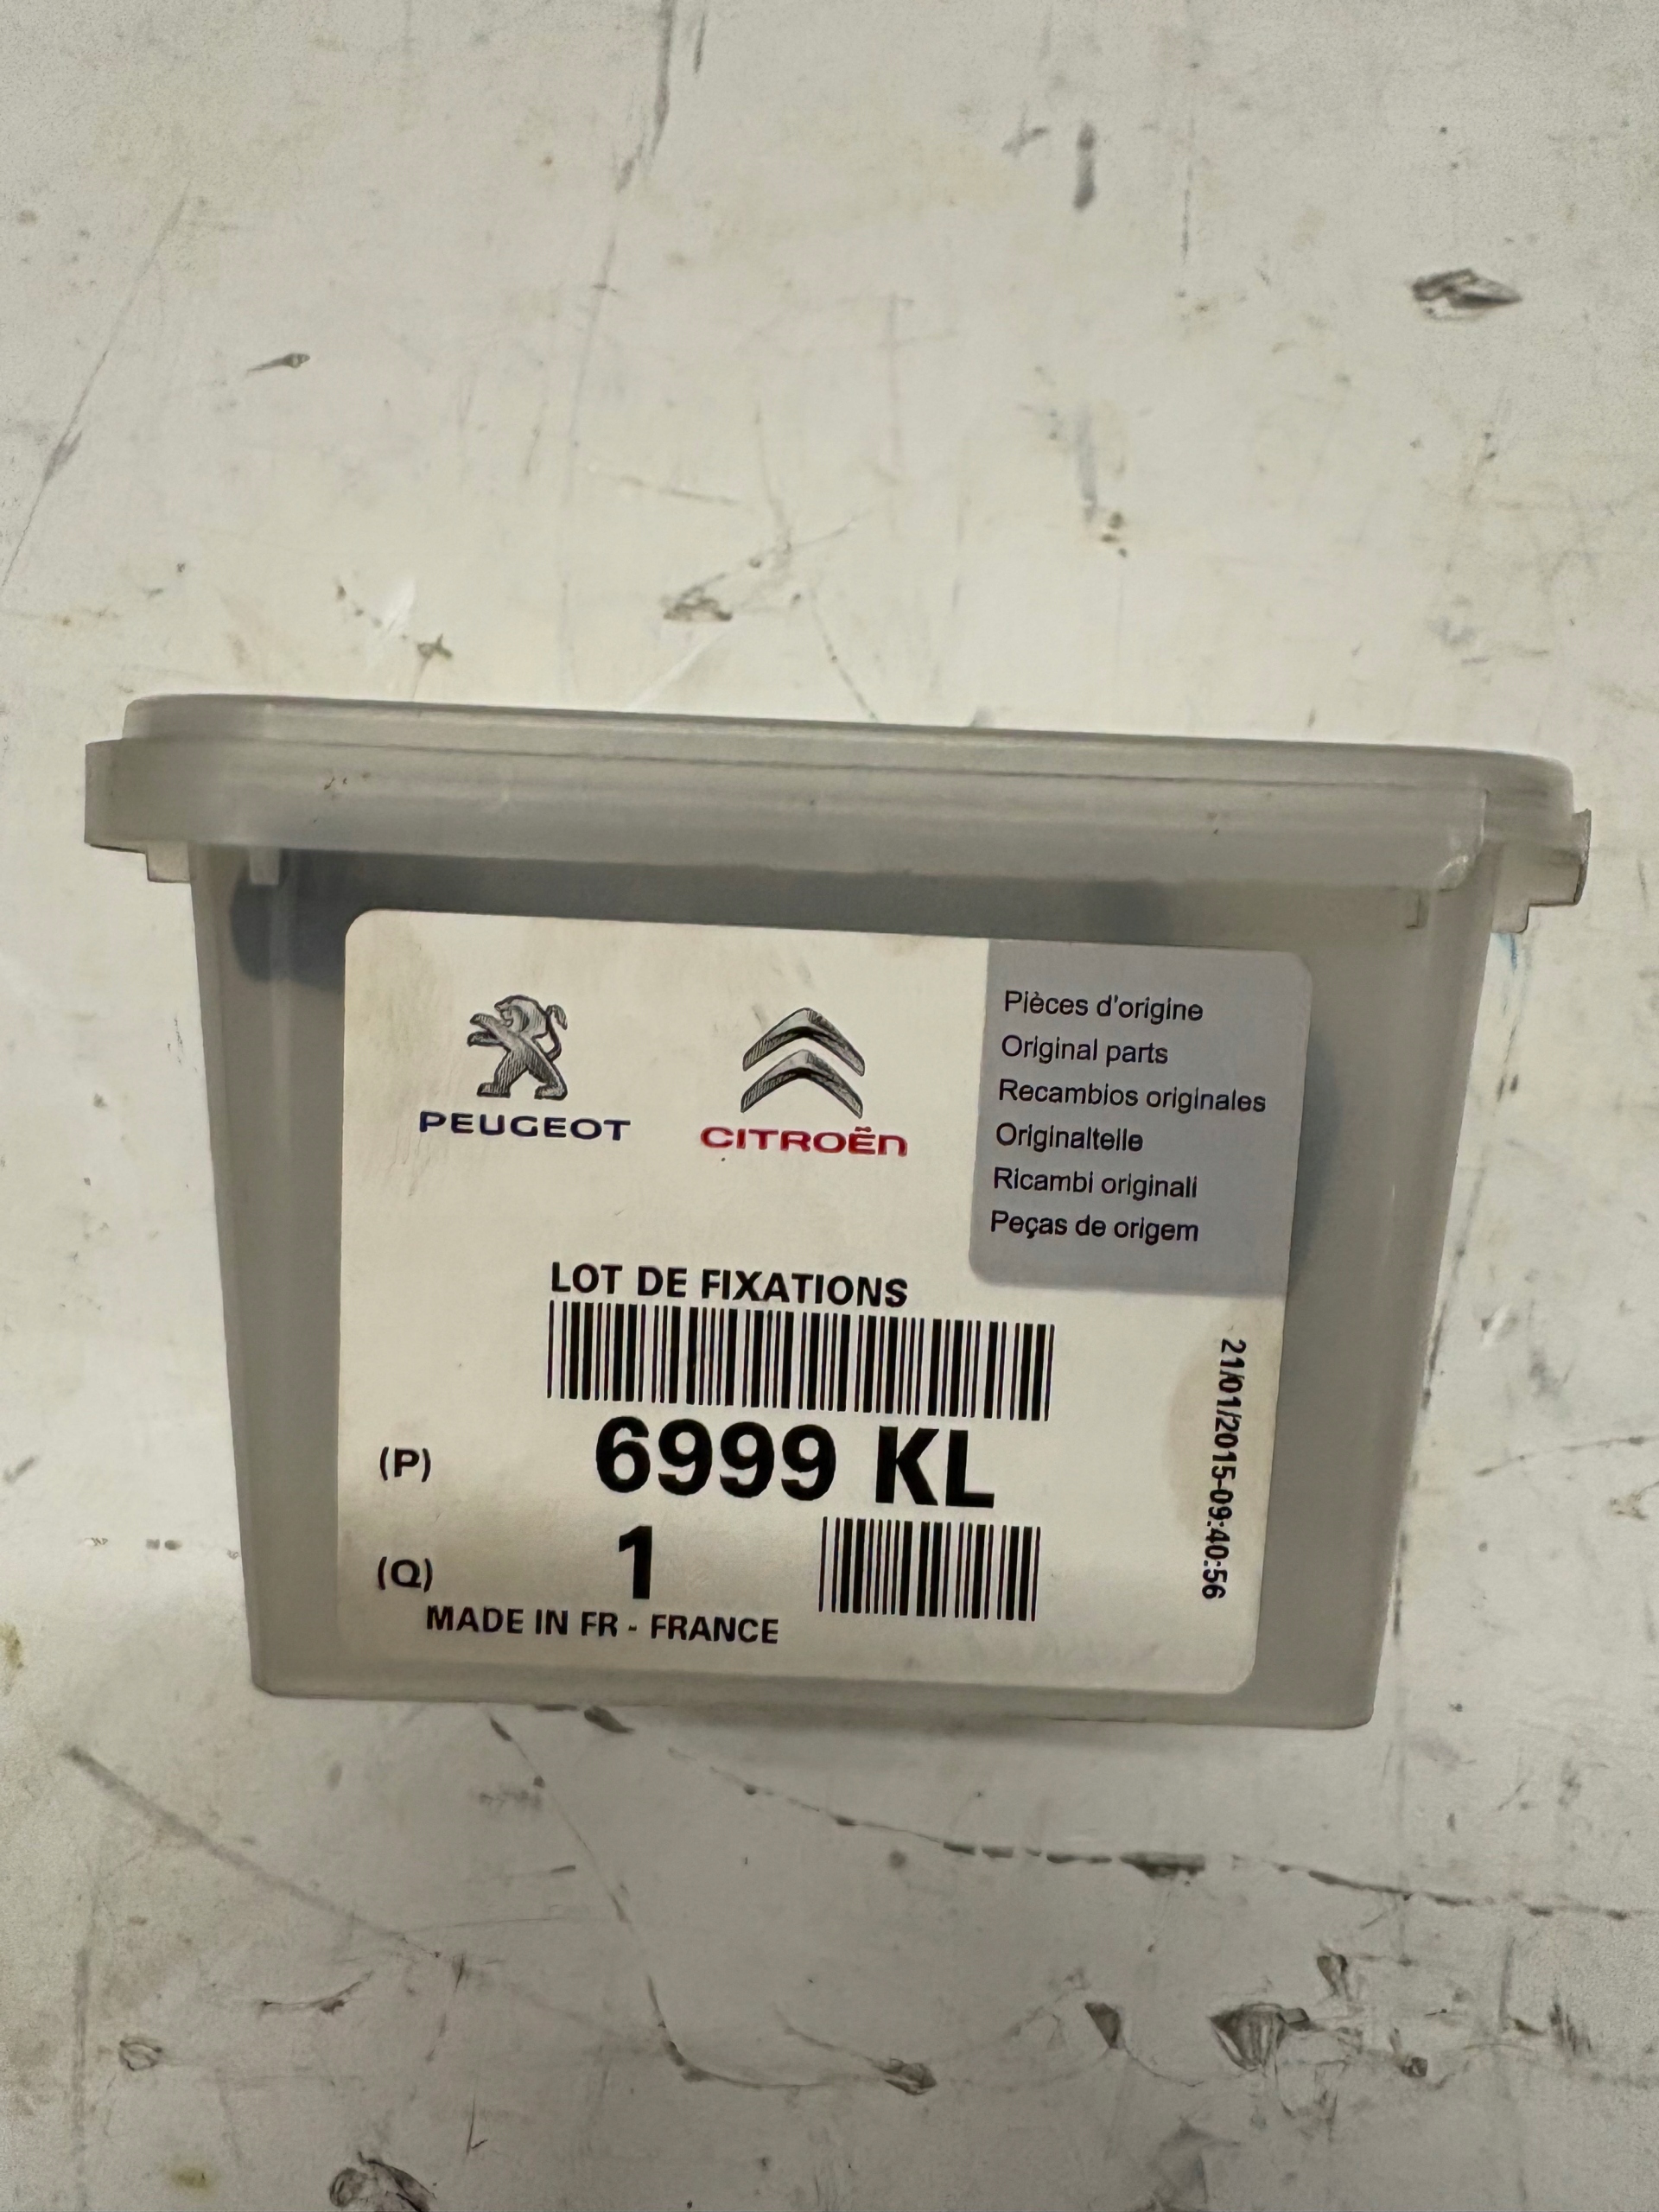 PEUGEOT
CITROËN
Pièces d'origine
Original parts
Recambios originales
Originalteile
Ricambi originali
Peças de origem
LOT DE FIXATIONS
(P) 6999 KL
(Q) 1
MADE IN FR - FRANCE
21/01/2015-09:40:56